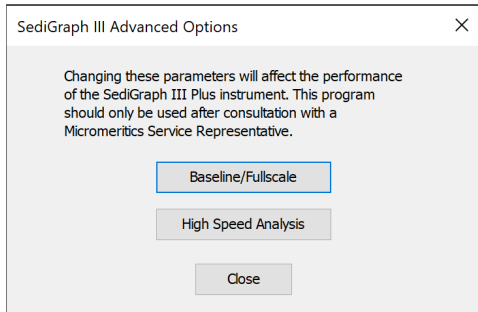 SediGraph III Advanced Options
Changing these parameters will affect the performance
of the SediGraph III Plus instrument. This program
should only be used after consultation with a
Micromeritics Service Representative.
Baseline/Fullscale
High Speed Analysis
Close